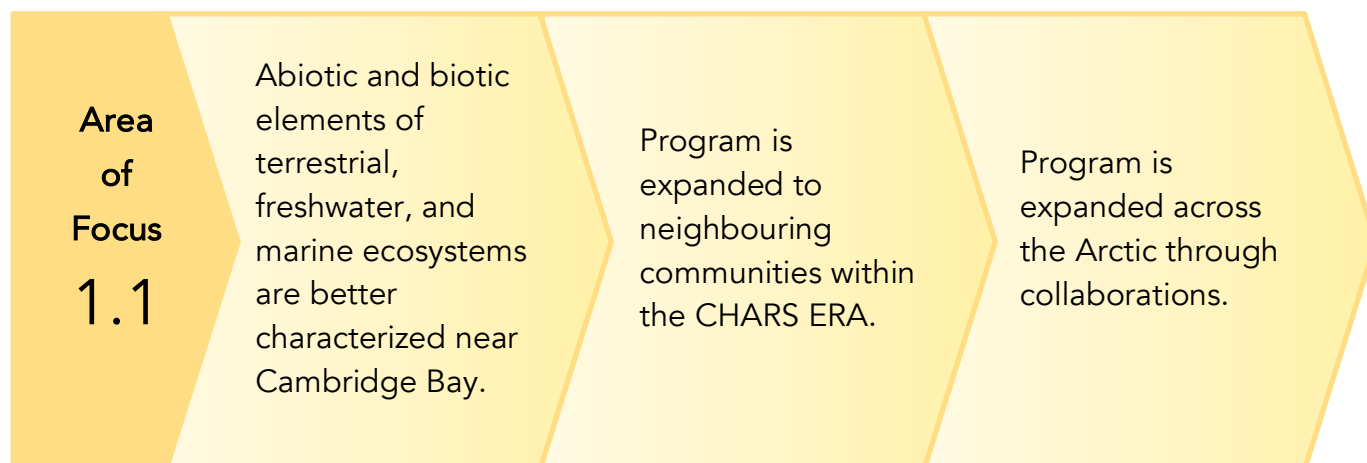 Area
of
Focus
1.1
Abiotic and biotic
elements of
terrestrial,
freshwater, and
marine ecosystems
are better
characterized near
Cambridge Bay.
Program is
expanded to
neighbouring
communities within
the CHARS ERA.
Program is
expanded across
the Arctic through
collaborations.